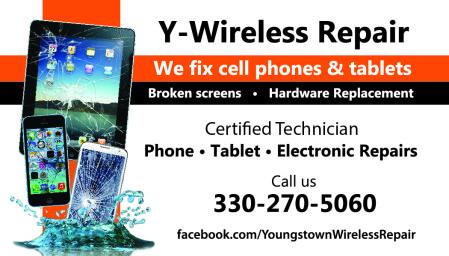 Y-Wireless Repair
We fix cell phones & tablets
Broken screens • Hardware Replacement
Certified Technician
Phone • Tablet • Electronic Repairs
Call us
330-270-5060
facebook.com/YoungstownWirelessRepair